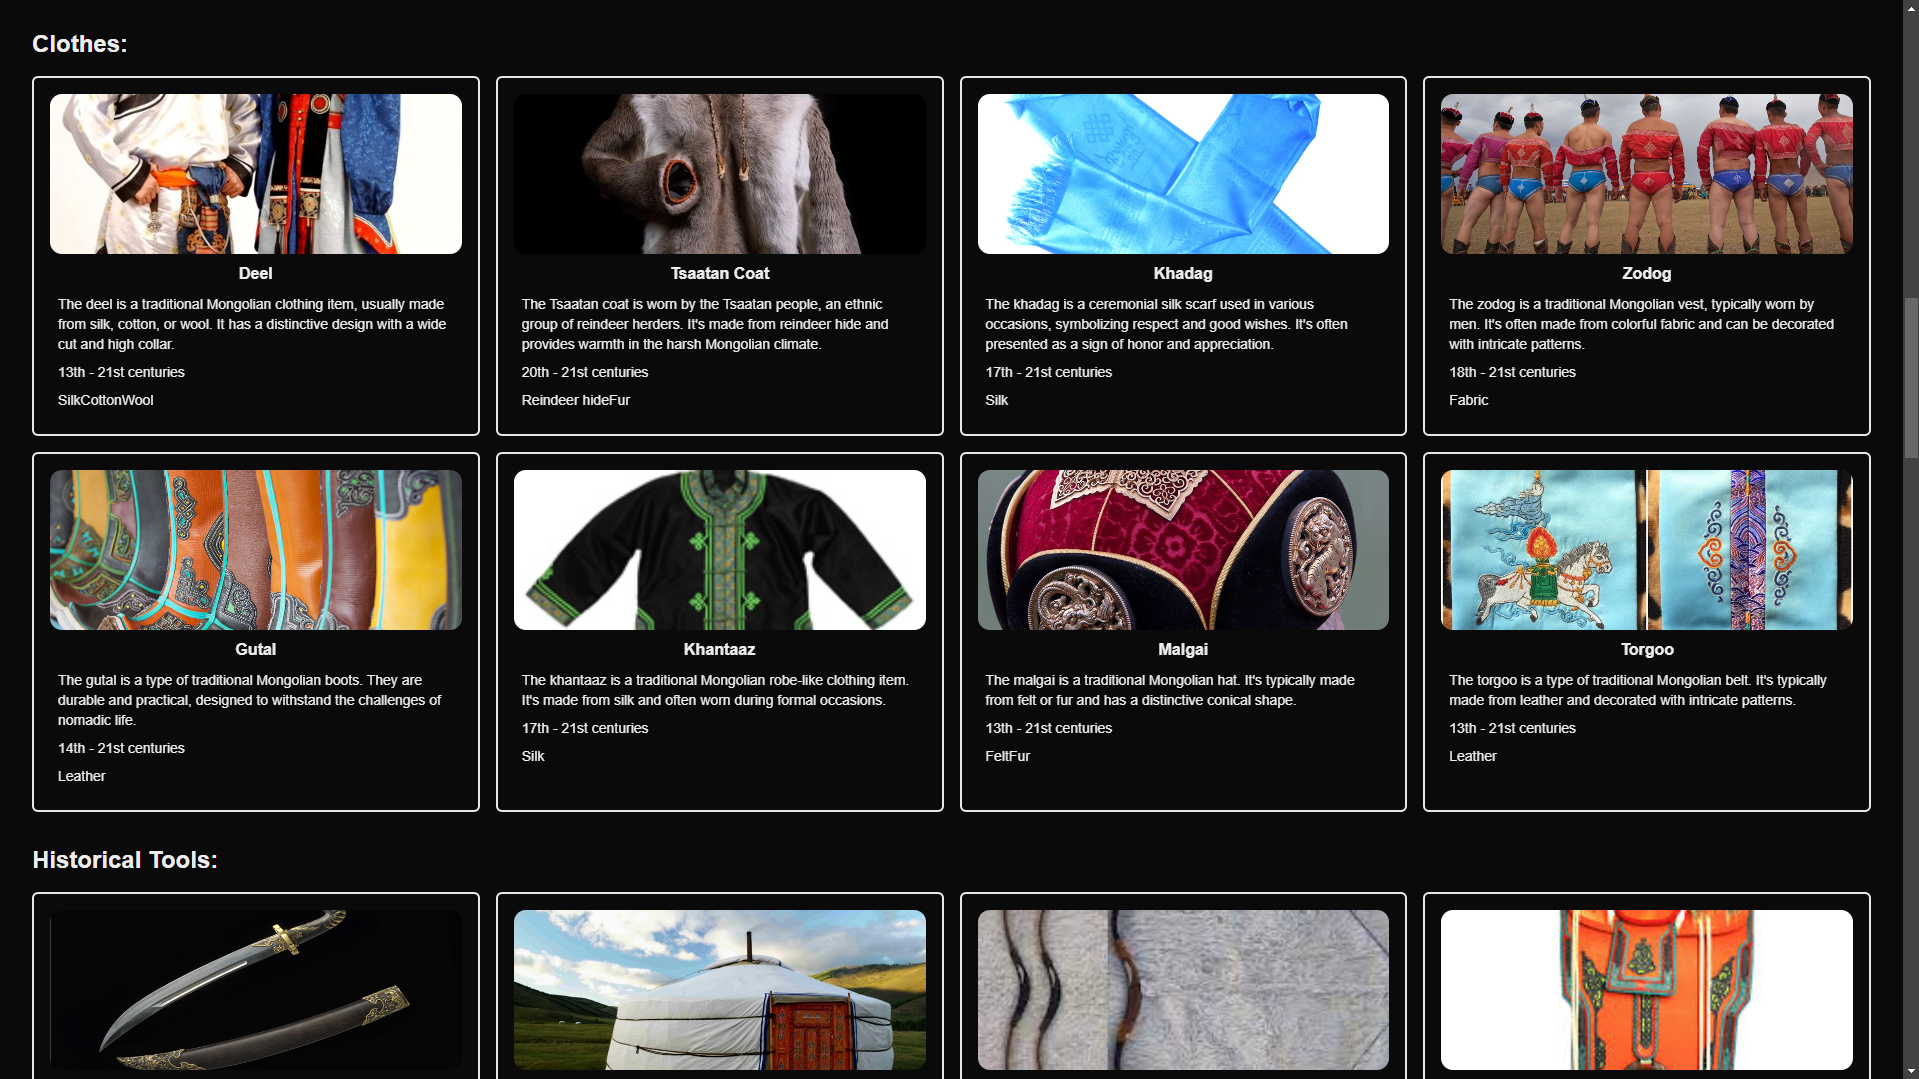 Clothes:
Deel
The deel is a traditional Mongolian clothing item, usually made
from silk, cotton, or wool. It has a distinctive design with a wide
cut and high collar.
13th - 21st centuries
SilkCottonWool
Tsaatan Coat
The Tsaatan coat is worn by the Tsaatan people, an ethnic
group of reindeer herders. It's made from reindeer hide and
provides warmth in the harsh Mongolian climate.
20th - 21st centuries
Reindeer hideFur
Khadag
The khadag is a ceremonial silk scarf used in various
occasions, symbolizing respect and good wishes. It's often
presented as a sign of honor and appreciation.
17th - 21st centuries
Silk
Zodog
The zodog is a traditional Mongolian vest, typically worn by
men. It's often made from colorful fabric and can be decorated
with intricate patterns.
18th - 21st centuries
Fabric
Gutal
The gutal is a type of traditional Mongolian boots. They are
durable and practical, designed to withstand the challenges of
nomadic life.
14th - 21st centuries
Leather
Khantaaz
The khantaaz is a traditional Mongolian robe-like clothing item.
It's made from silk and often worn during formal occasions.
17th - 21st centuries
Silk
Malgai
The malgai is a traditional Mongolian hat. It's typically made
from felt or fur and has a distinctive conical shape.
13th - 21st centuries
FeltFur
Torgoo
The torgoo is a type of traditional Mongolian belt. It's typically
made from leather and decorated with intricate patterns.
13th - 21st centuries
Leather
Historical Tools: